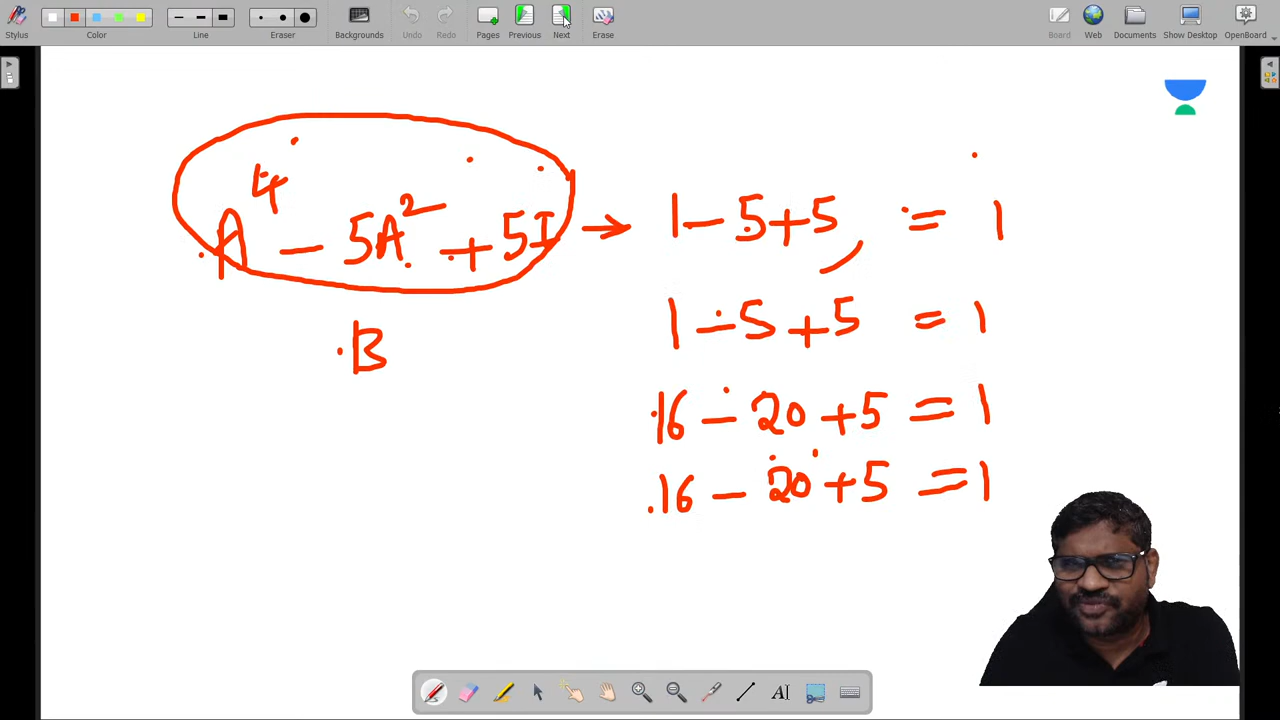 Stylus Color Line Eraser Backgrounds Undo Redo Pages Previous Next Erase Board Web Documents Show Desktop OpenBoard
A⁴ - 5A² + 5I → 1 - 5 + 5 = 1
1 - 5 + 5 = 1
B
16 - 20 + 5 = 1
16 - 20 + 5 = 1